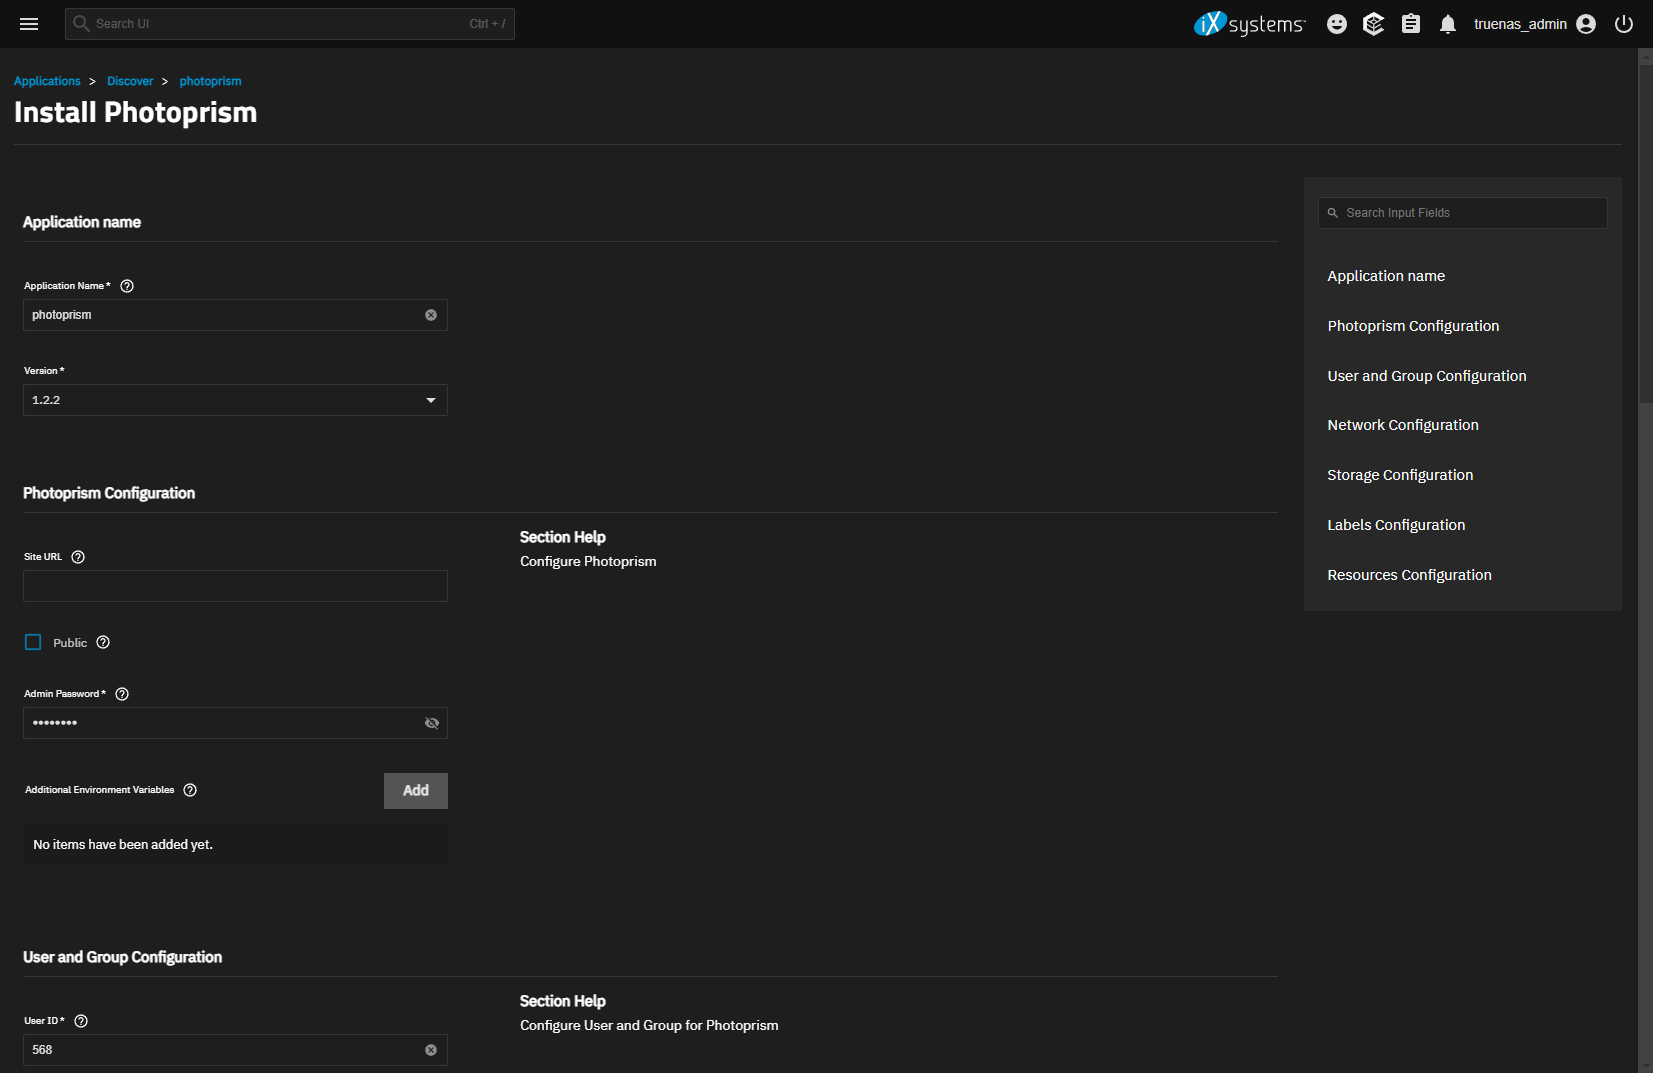 Search UI
Ctrl + /
iXsystems
truenas_admin
Applications > Discover > photoprism
Install Photoprism
Application name
Application Name *
photoprism
Version *
1.2.2
Photoprism Configuration
Section Help
Configure Photoprism
Site URL
Public
Admin Password *
••••••••
Additional Environment Variables
Add
No items have been added yet.
User and Group Configuration
Section Help
Configure User and Group for Photoprism
User ID *
568
Search Input Fields
Application name
Photoprism Configuration
User and Group Configuration
Network Configuration
Storage Configuration
Labels Configuration
Resources Configuration